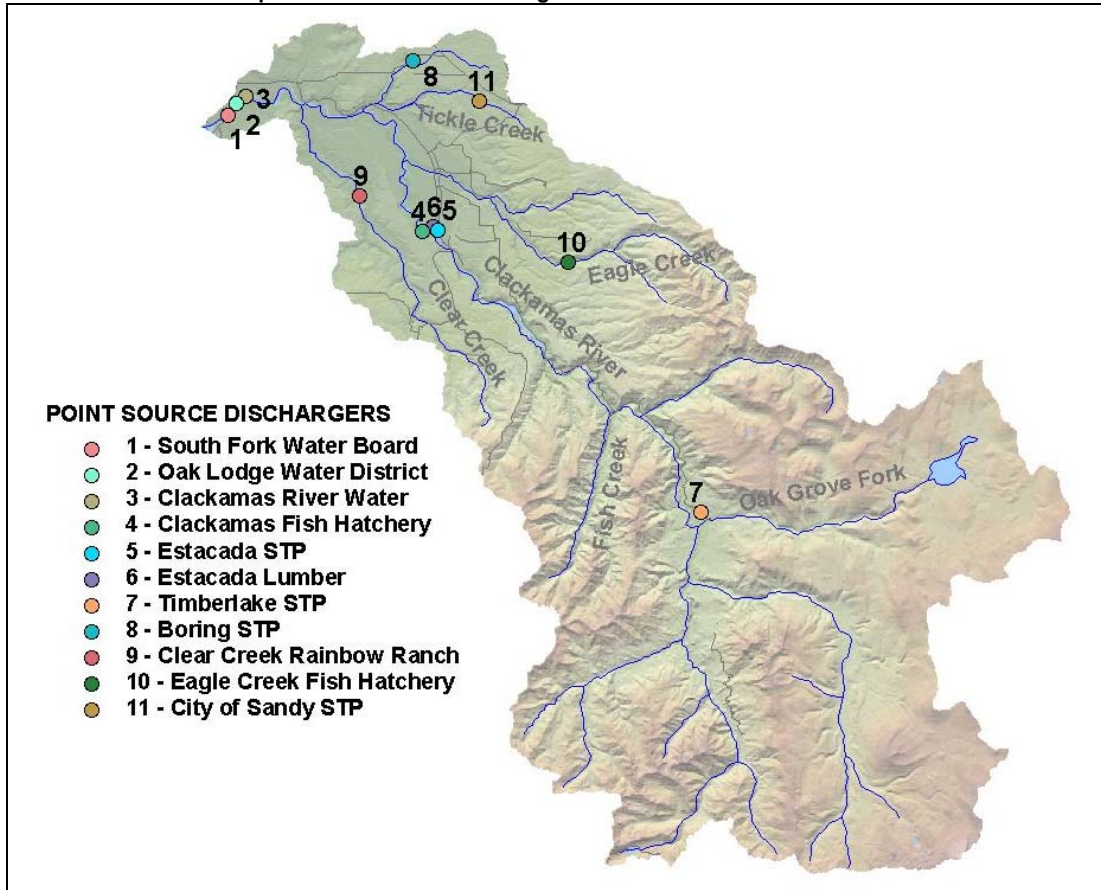 8
11
3
Tickle Creek
2
1
9
6
4 5
10
Eagle Creek
Clackamas River
Clear Creek
POINT SOURCE DISCHARGERS
1 - South Fork Water Board
2 - Oak Lodge Water District
3 - Clackamas River Water
4 - Clackamas Fish Hatchery
5 - Estacada STP
6 - Estacada Lumber
7 - Timberlake STP
8 - Boring STP
9 - Clear Creek Rainbow Ranch
10 - Eagle Creek Fish Hatchery
11 - City of Sandy STP
7
Oak Grove Fork
Fish Creek